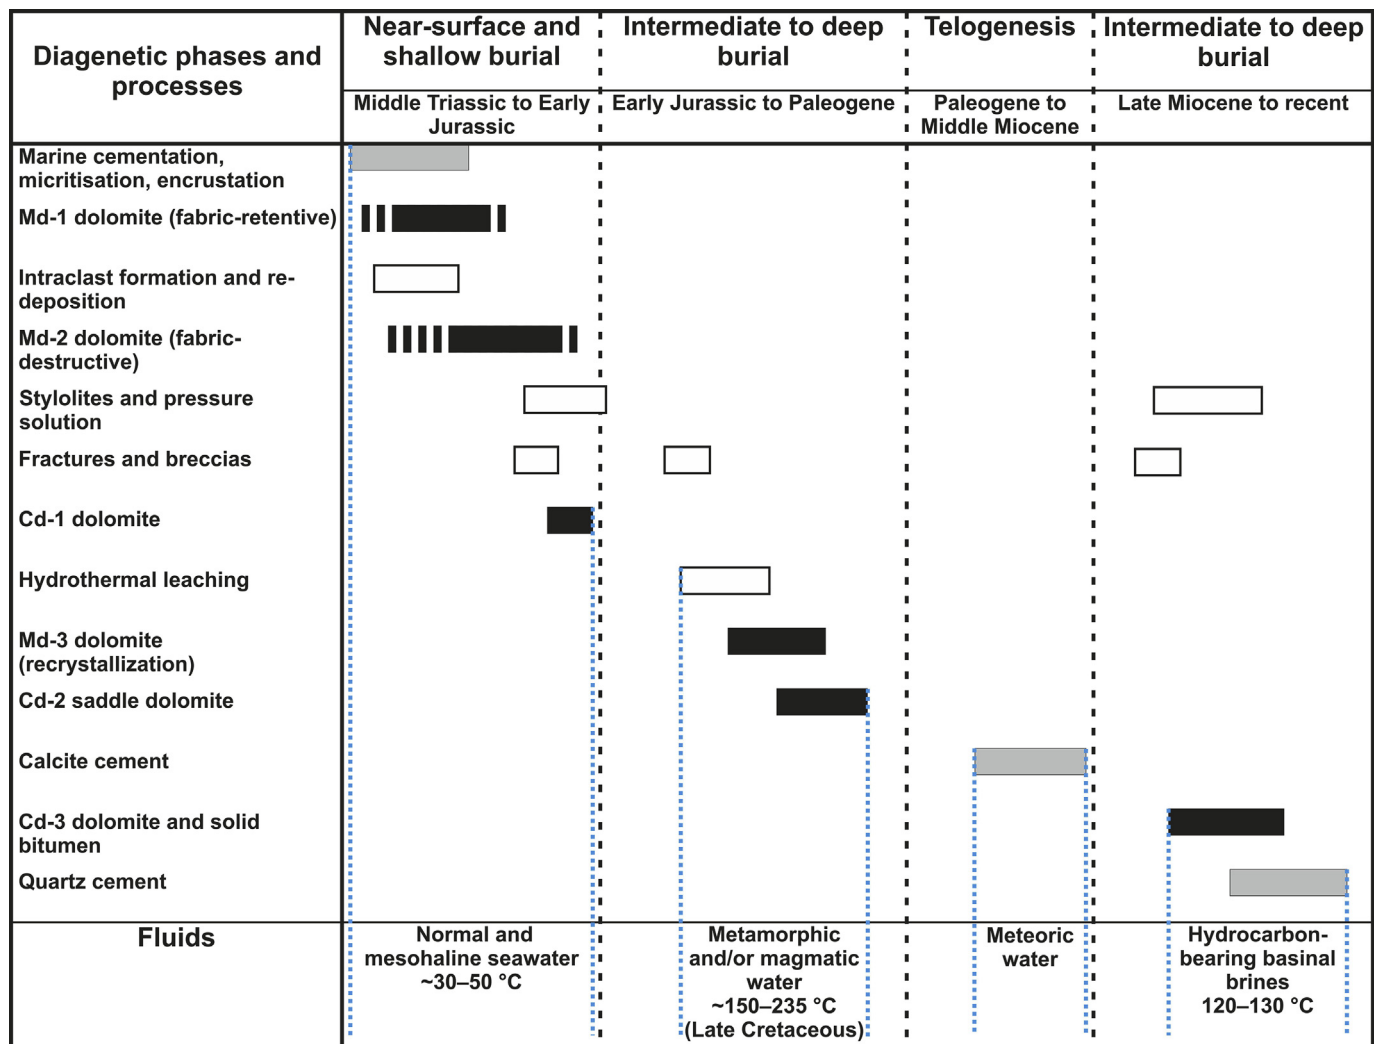 Diagenetic phases and
processes
Near-surface and
shallow burial
Intermediate to deep
burial
Telogenesis
Intermediate to deep
burial
Middle Triassic to Early
Jurassic
Early Jurassic to Paleogene
Paleogene to
Middle Miocene
Late Miocene to recent
Marine cementation,
micritisation, encrustation
Md-1 dolomite (fabric-retentive)
Intraclast formation and re-
deposition
Md-2 dolomite (fabric-
destructive)
Stylolites and pressure
solution
Fractures and breccias
Cd-1 dolomite
Hydrothermal leaching
Md-3 dolomite
(recrystallization)
Cd-2 saddle dolomite
Calcite cement
Cd-3 dolomite and solid
bitumen
Quartz cement
Fluids
Normal and
mesohaline seawater
~30–50 °C
Metamorphic
and/or magmatic
water
~150–235 °C
(Late Cretaceous)
Meteoric
water
Hydrocarbon-
bearing basinal
brines
120–130 °C